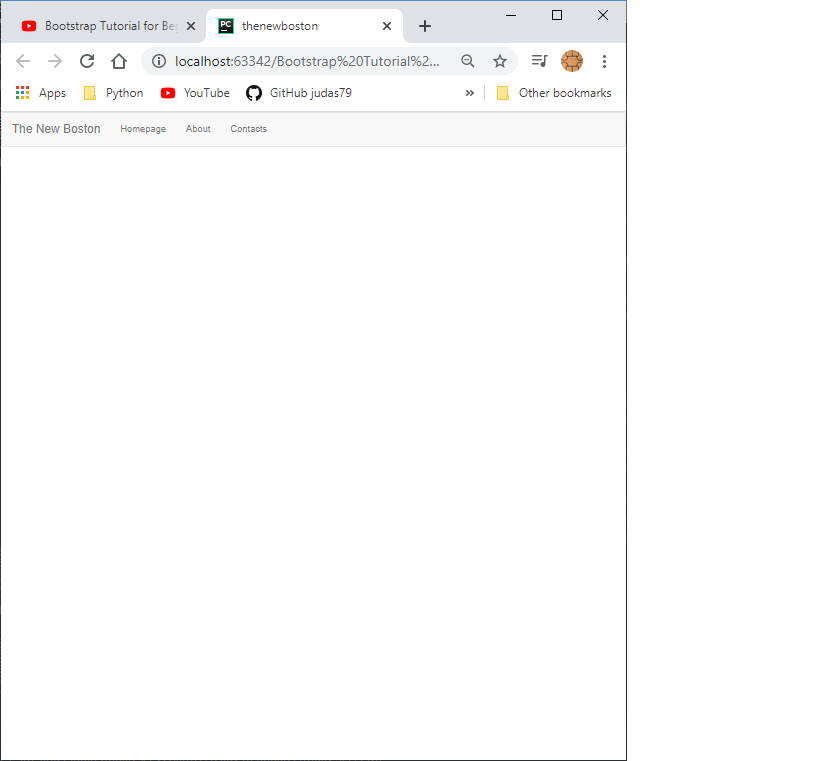 Bootstrap Tutorial for Be
PC thenewboston
localhost:63342/Bootstrap%20Tutorial%2...
Apps Python YouTube GitHub judas79 » Other bookmarks
The New Boston Homepage About Contacts